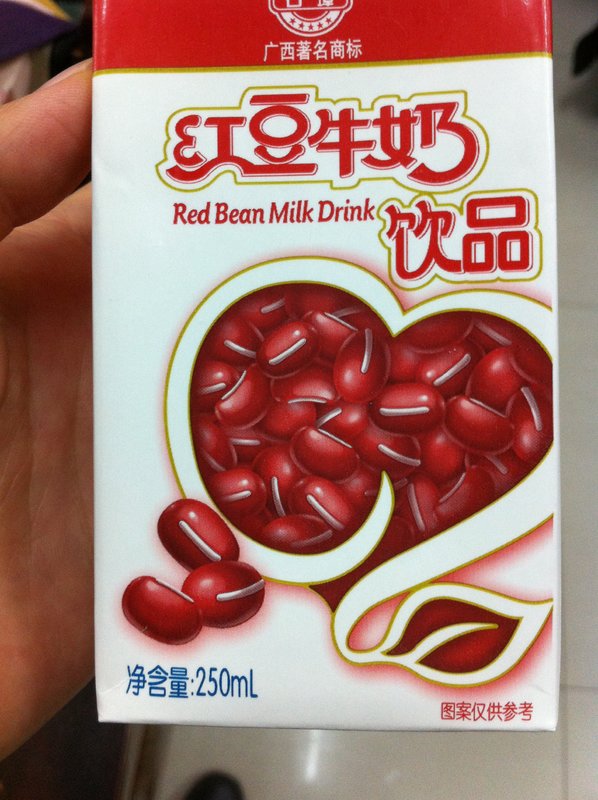 广西著名商标
红豆牛奶
Red Bean Milk Drink
饮品
净含量:250mL
图案仅供参考